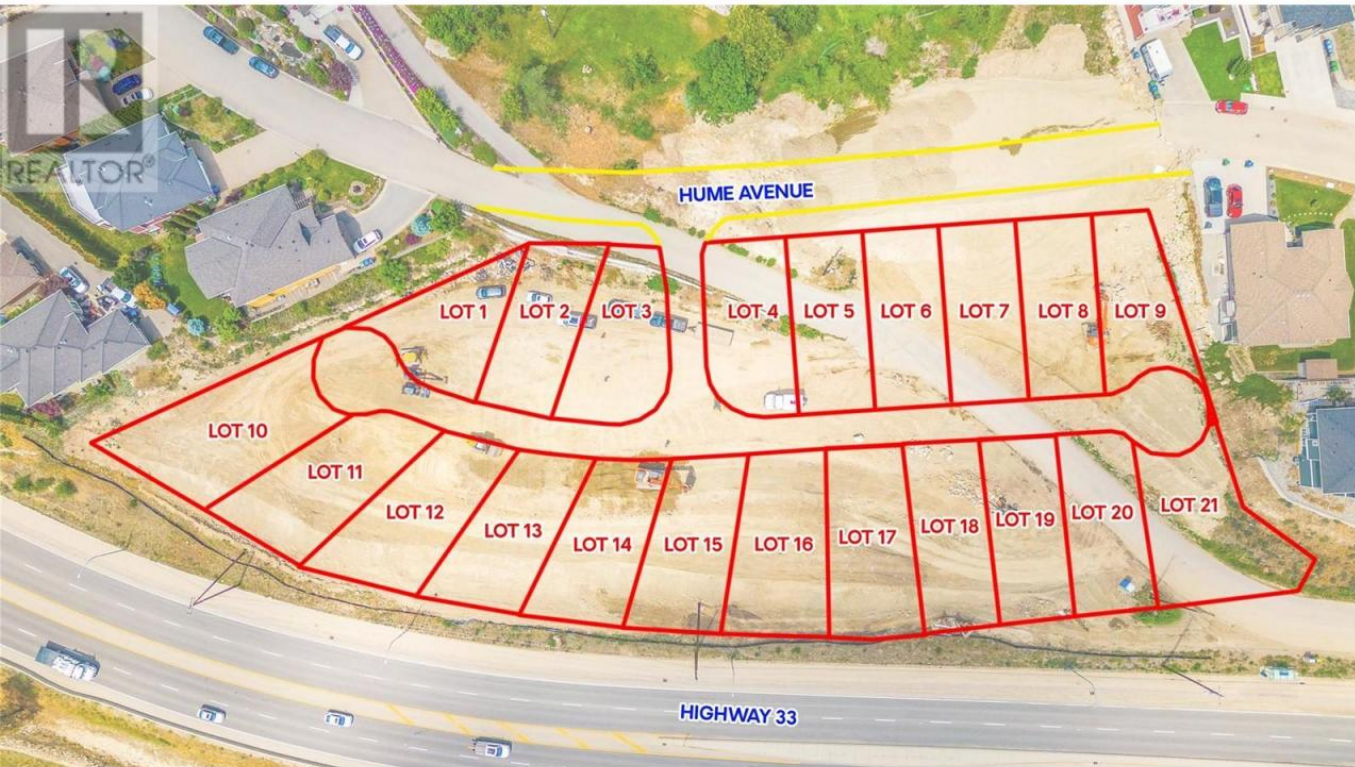 REALTOR®
HUME AVENUE
LOT 1
LOT 2
LOT 3
LOT 4
LOT 5
LOT 6
LOT 7
LOT 8
LOT 9
LOT 10
LOT 11
LOT 12
LOT 13
LOT 14
LOT 15
LOT 16
LOT 17
LOT 18
LOT 19
LOT 20
LOT 21
HIGHWAY 33